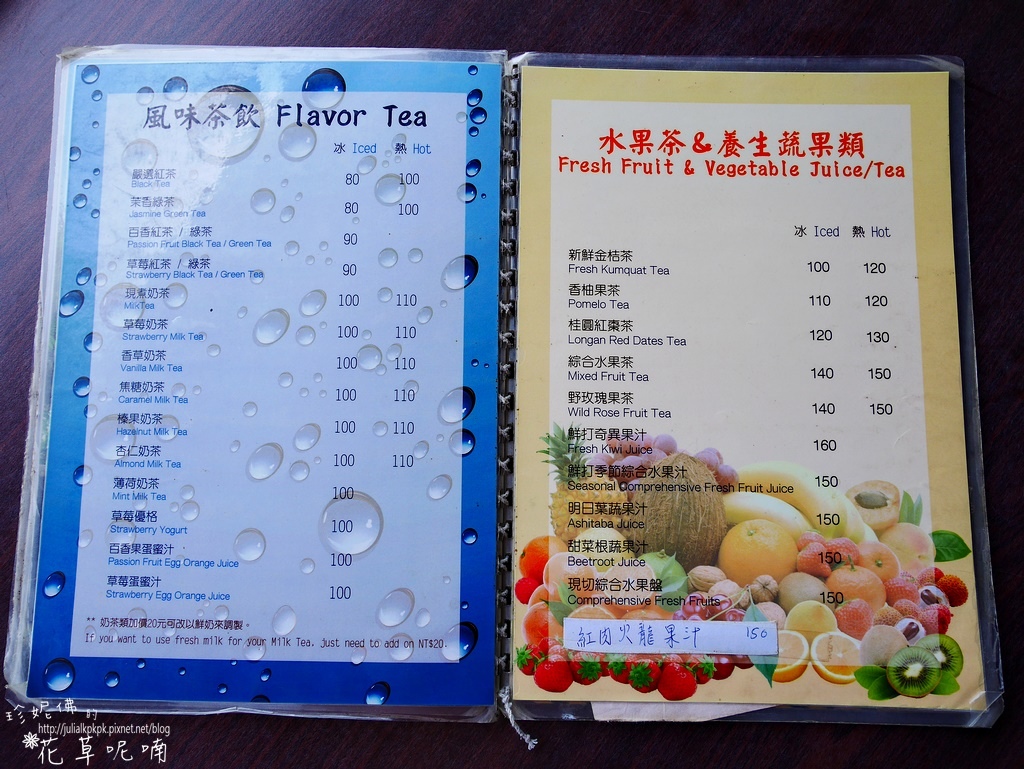 風味茶飲 Flavor Tea
冰 Iced 熱 Hot
嚴選紅茶
Black Tea 80 100
茉香綠茶
Jasmine Green Tea 80 100
百香紅茶 / 綠茶
Passion Fruit Black Tea / Green Tea 90
草莓紅茶 / 綠茶
Strawberry Black Tea / Green Tea 90
現煮奶茶
MilkTea 100 110
草莓奶茶
Strawberry Milk Tea 100 110
香草奶茶
Vanilla Milk Tea 100 110
焦糖奶茶
Caramel Milk Tea 100 110
榛果奶茶
Hazelnut Milk Tea 100 110
杏仁奶茶
Almond Milk Tea 100 110
薄荷奶茶
Mint Milk Tea 100
草莓優格
Strawberry Yogurt 100
百香果蛋蜜汁
Passion Fruit Egg Orange Juice 100
草莓蛋蜜汁
Strawberry Egg Orange Juice 100
** 奶茶類加價20元可改以鮮奶來調製。
If you want to use fresh milk for your Milk Tea, just need to add on NT$20.
水果茶&養生蔬果類
Fresh Fruit & Vegetable Juice/Tea
冰 Iced 熱 Hot
新鮮金桔茶
Fresh Kumquat Tea 100 120
香柚果茶
Pomelo Tea 110 120
桂圓紅棗茶
Longan Red Dates Tea 120 130
綜合水果茶
Mixed Fruit Tea 140 150
野玫瑰果茶
Wild Rose Fruit Tea 140 150
鮮打奇異果汁
Fresh Kiwi Juice 160
鮮打季節綜合水果汁
Seasonal Comprehensive Fresh Fruit Juice 150
明日葉蔬果汁
Ashitaba Juice 150
甜菜根蔬果汁
Beetroot Juice 150
現切綜合水果盤
Comprehensive Fresh Fruits 150
紅肉火龍果汁 150
珍妮佛的
http://julialkpkpk.pixnet.net/blog
花草呢喃